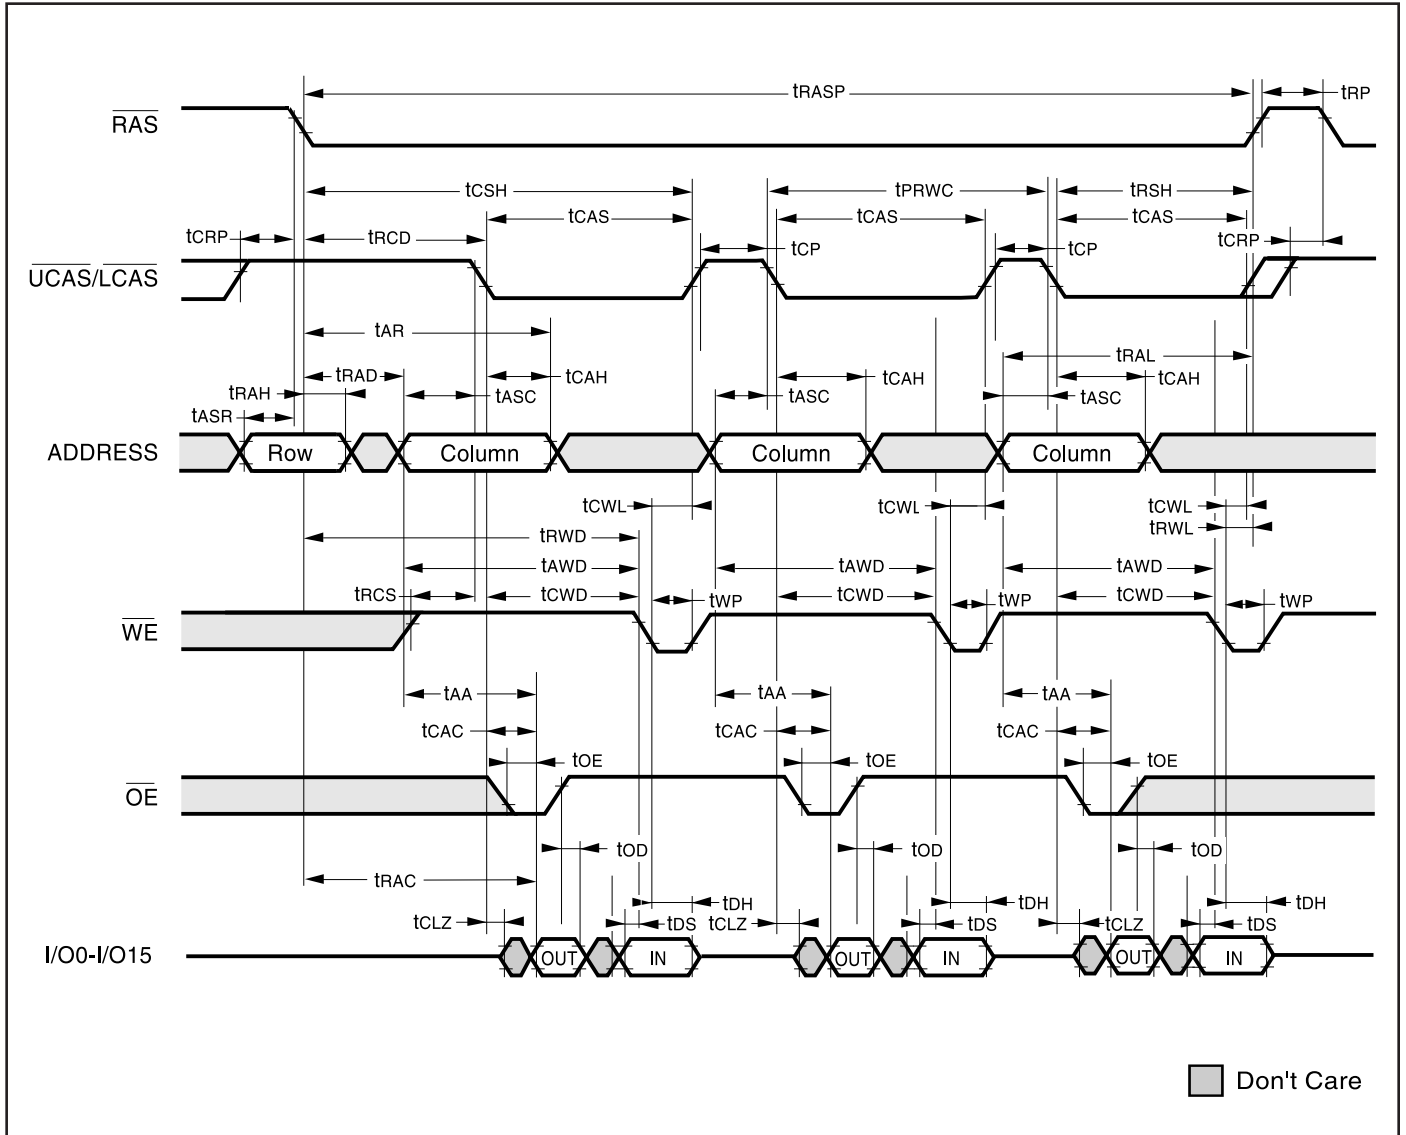 tRASP tRP
RAS
tCSH tPRWC tRSH
tCAS tCAS tCAS
tCRP tRCD tCP tCP tCRP
UCAS/LCAS
tAR
tRAL
tRAD tCAH tCAH tCAH
tRAH tASC tASC tASC
tASR
ADDRESS Row Column Column Column
tCWL tCWL tCWL
tRWL
tRWD
tAWD tAWD tAWD
tRCS tCWD tWP tCWD tWP tCWD tWP
WE
tAA tAA tAA
tCAC tCAC tCAC
tOE tOE tOE
OE
tOD tOD tOD
tRAC
tDH tDH tDH
tCLZ tDS tCLZ tDS tCLZ tDS
I/O0-I/O15 OUT IN OUT IN OUT IN
Don't Care